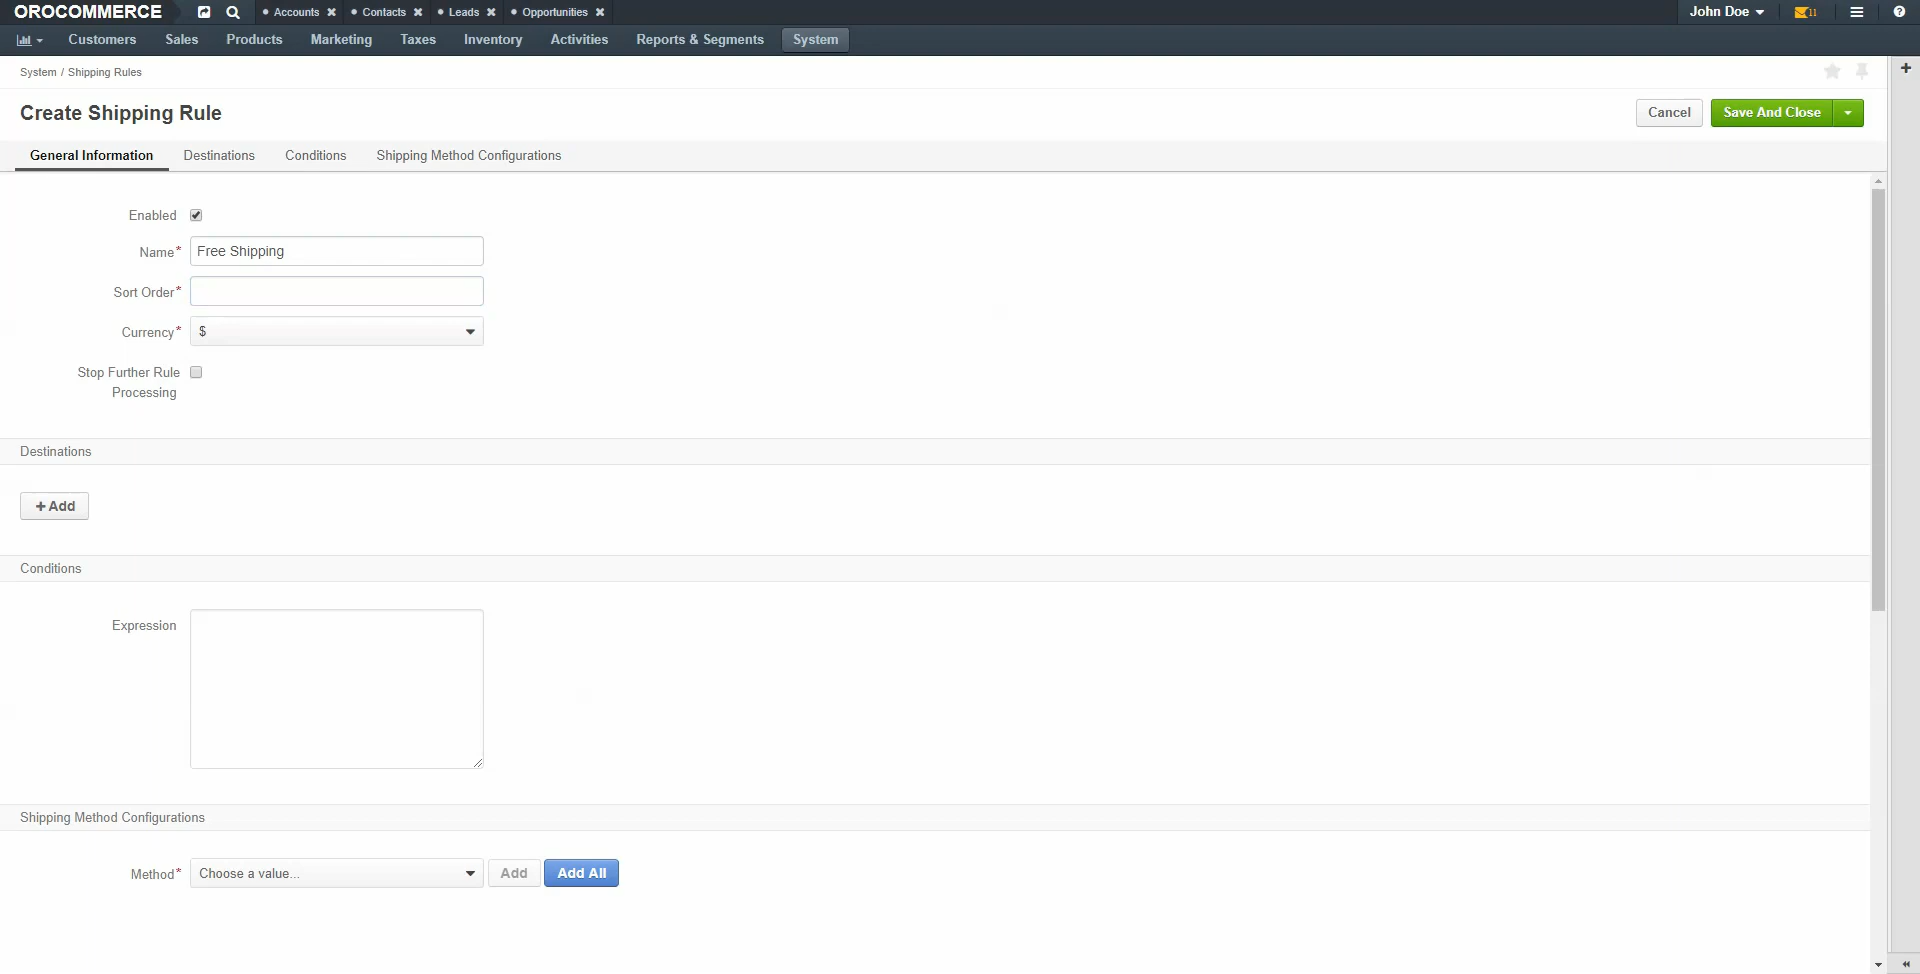 OROCOMMERCE Accounts Contacts Leads Opportunities John Doe 11
Customers Sales Products Marketing Taxes Inventory Activities Reports & Segments System
System / Shipping Rules
Create Shipping Rule Cancel Save And Close
General Information Destinations Conditions Shipping Method Configurations
Enabled
Name* Free Shipping
Sort Order*
Currency* $
Stop Further Rule
Processing
Destinations
+ Add
Conditions
Expression
Shipping Method Configurations
Method* Choose a value... Add Add All